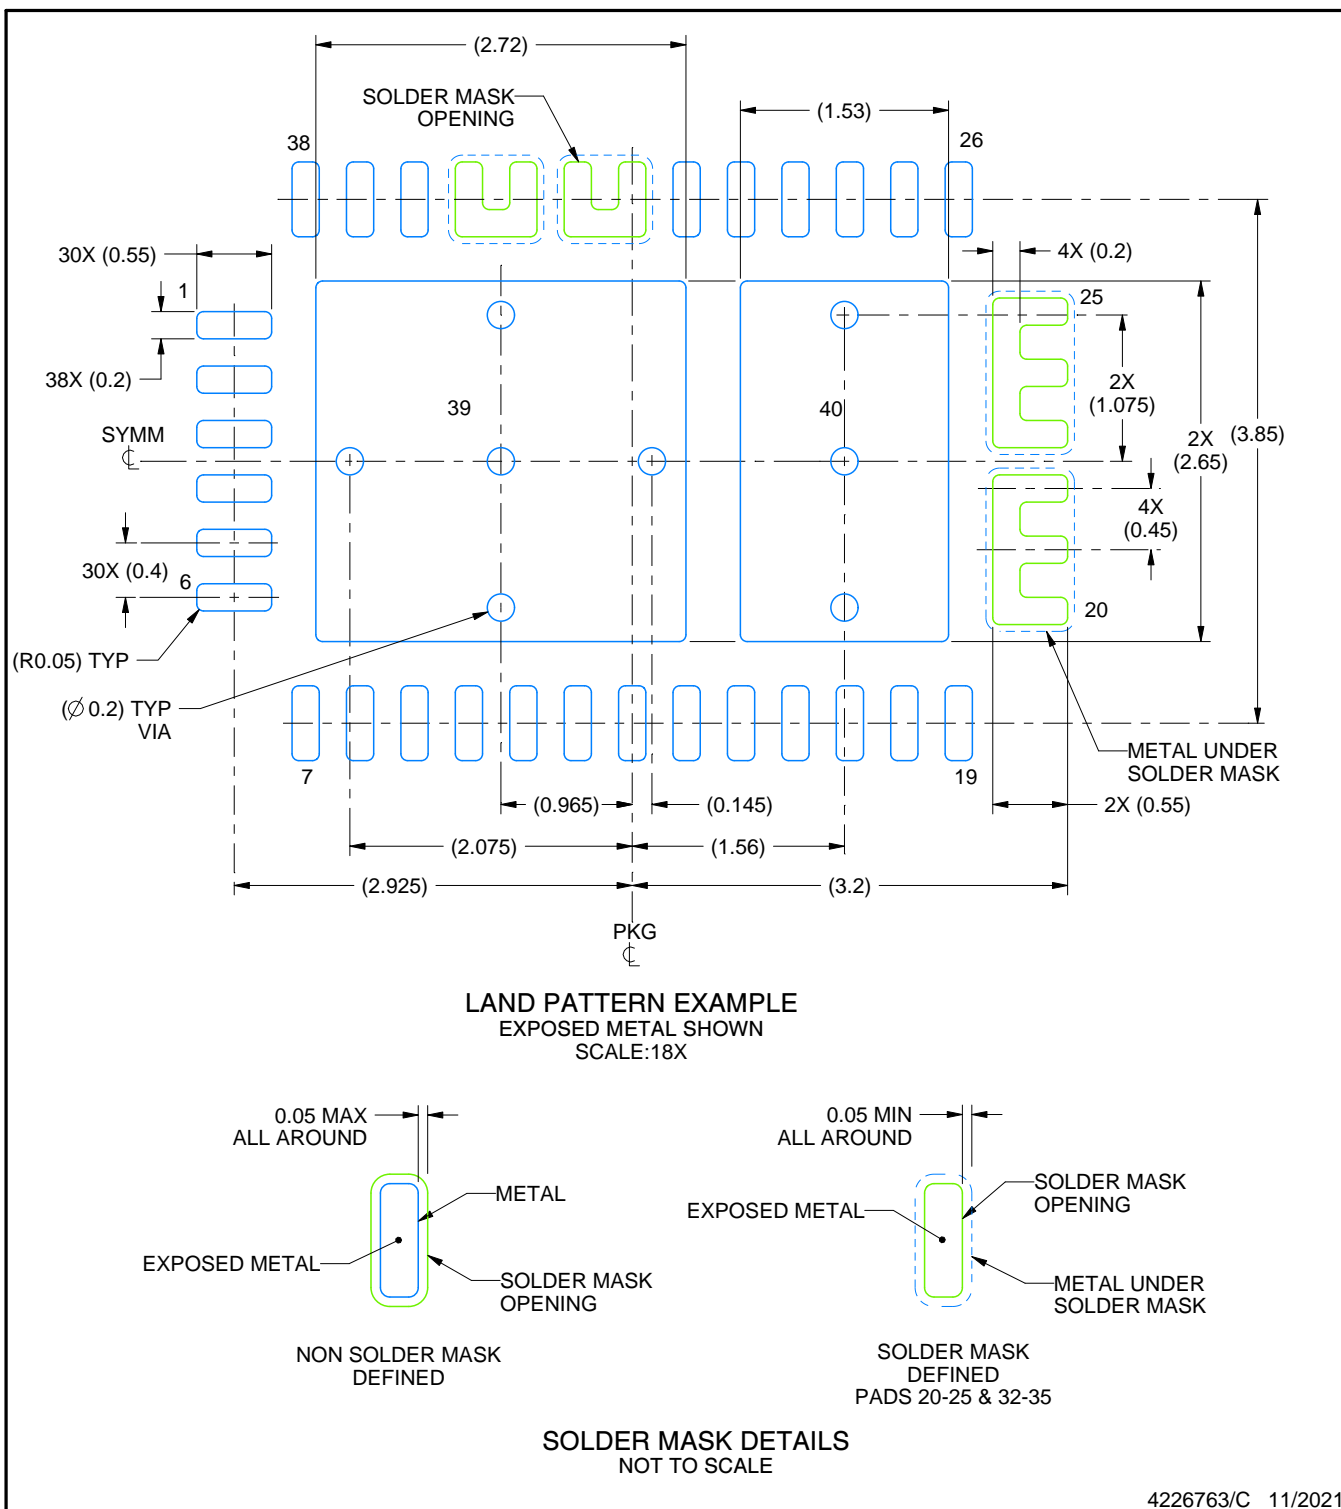 (2.72)
SOLDER MASK
OPENING
(1.53)
38
26
30X (0.55)
4X (0.2)
1
25
38X (0.2)
39
40
2X
(1.075)
SYMM
℄
2X
(2.65)
(3.85)
4X
(0.45)
30X (0.4)
6
20
(R0.05) TYP
(∅0.2) TYP
VIA
7
19
METAL UNDER
SOLDER MASK
(0.965)
(0.145)
2X (0.55)
(2.075)
(1.56)
(2.925)
(3.2)
PKG
℄
LAND PATTERN EXAMPLE
EXPOSED METAL SHOWN
SCALE:18X
0.05 MAX
ALL AROUND
METAL
EXPOSED METAL
SOLDER MASK
OPENING
NON SOLDER MASK
DEFINED
0.05 MIN
ALL AROUND
SOLDER MASK
OPENING
EXPOSED METAL
METAL UNDER
SOLDER MASK
SOLDER MASK
DEFINED
PADS 20-25 & 32-35
SOLDER MASK DETAILS
NOT TO SCALE
4226763/C 11/2021